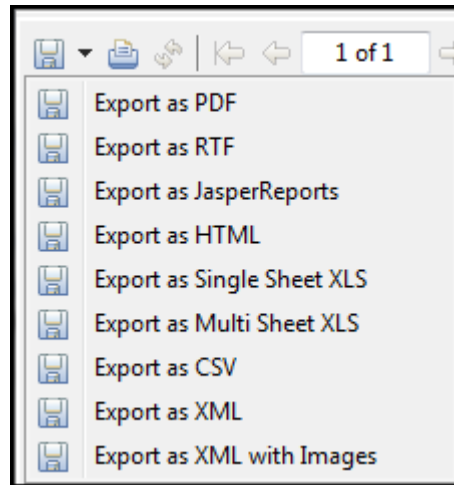 1 of 1
Export as PDF
Export as RTF
Export as JasperReports
Export as HTML
Export as Single Sheet XLS
Export as Multi Sheet XLS
Export as CSV
Export as XML
Export as XML with Images